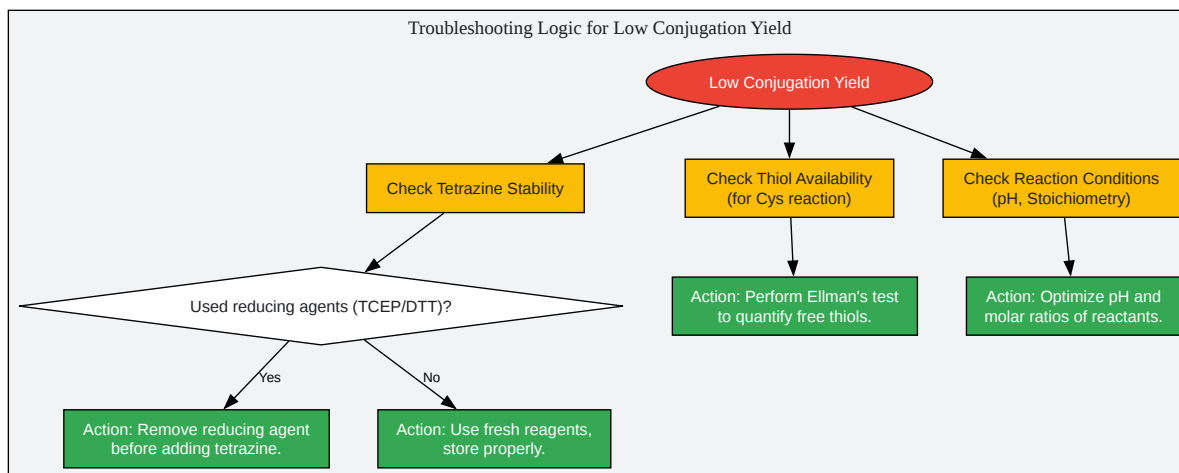 Troubleshooting Logic for Low Conjugation Yield
Low Conjugation Yield
Check Tetrazine Stability
Check Thiol Availability
(for Cys reaction)
Check Reaction Conditions
(pH, Stoichiometry)
Used reducing agents (TCEP/DTT)?
Action: Perform Ellman's test
to quantify free thiols.
Action: Optimize pH and
molar ratios of reactants.
Yes
No
Action: Remove reducing agent
before adding tetrazine.
Action: Use fresh reagents,
store properly.